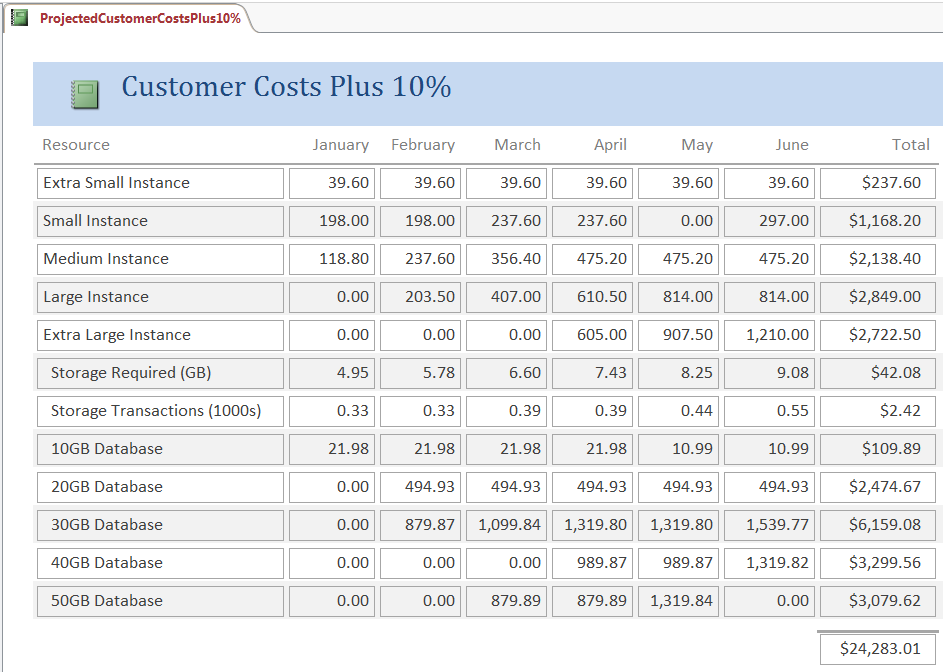 ProjectedCustomerCostsPlus10%
Customer Costs Plus 10%
Resource January February March April May June Total
Extra Small Instance 39.60 39.60 39.60 39.60 39.60 39.60 $237.60
Small Instance 198.00 198.00 237.60 237.60 0.00 297.00 $1,168.20
Medium Instance 118.80 237.60 356.40 475.20 475.20 475.20 $2,138.40
Large Instance 0.00 203.50 407.00 610.50 814.00 814.00 $2,849.00
Extra Large Instance 0.00 0.00 0.00 605.00 907.50 1,210.00 $2,722.50
Storage Required (GB) 4.95 5.78 6.60 7.43 8.25 9.08 $42.08
Storage Transactions (1000s) 0.33 0.33 0.39 0.39 0.44 0.55 $2.42
10GB Database 21.98 21.98 21.98 21.98 10.99 10.99 $109.89
20GB Database 0.00 494.93 494.93 494.93 494.93 494.93 $2,474.67
30GB Database 0.00 879.87 1,099.84 1,319.80 1,319.80 1,539.77 $6,159.08
40GB Database 0.00 0.00 0.00 989.87 989.87 1,319.82 $3,299.56
50GB Database 0.00 0.00 879.89 879.89 1,319.84 0.00 $3,079.62
$24,283.01